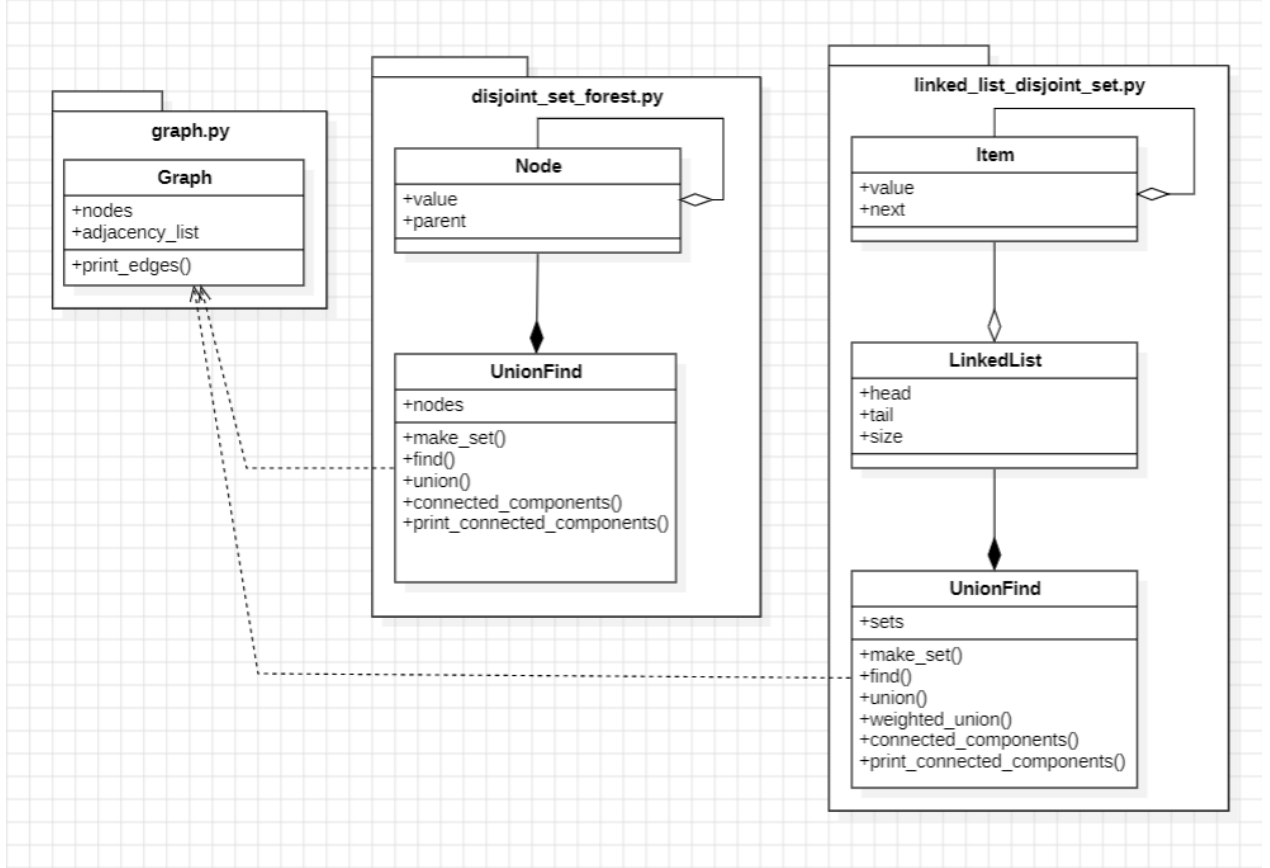 graph.py
Graph
+nodes
+adjacency_list
+print_edges()
disjoint_set_forest.py
Node
+value
+parent
UnionFind
+nodes
+make_set()
+find()
+union()
+connected_components()
+print_connected_components()
linked_list_disjoint_set.py
Item
+value
+next
LinkedList
+head
+tail
+size
UnionFind
+sets
+make_set()
+find()
+union()
+weighted_union()
+connected_components()
+print_connected_components()